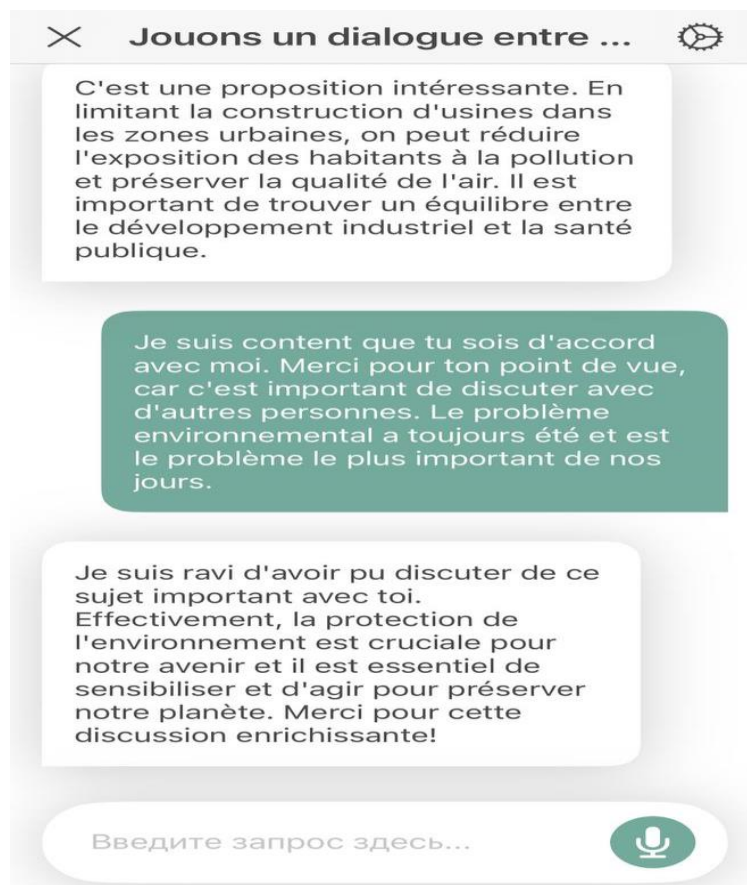 Jouons un dialogue entre ...
C'est une proposition intéressante. En
limitant la construction d'usines dans
les zones urbaines, on peut réduire
l'exposition des habitants à la pollution
et préserver la qualité de l'air. Il est
important de trouver un équilibre entre
le développement industriel et la santé
publique.
Je suis content que tu sois d'accord
avec moi. Merci pour ton point de vue,
car c'est important de discuter avec
d'autres personnes. Le problème
environnemental a toujours été et est
le problème le plus important de nos
jours.
Je suis ravi d'avoir pu discuter de ce
sujet important avec toi.
Effectivement, la protection de
l'environnement est cruciale pour
notre avenir et il est essentiel de
sensibiliser et d'agir pour préserver
notre planète. Merci pour cette
discussion enrichissante!
Введите запрос здесь...